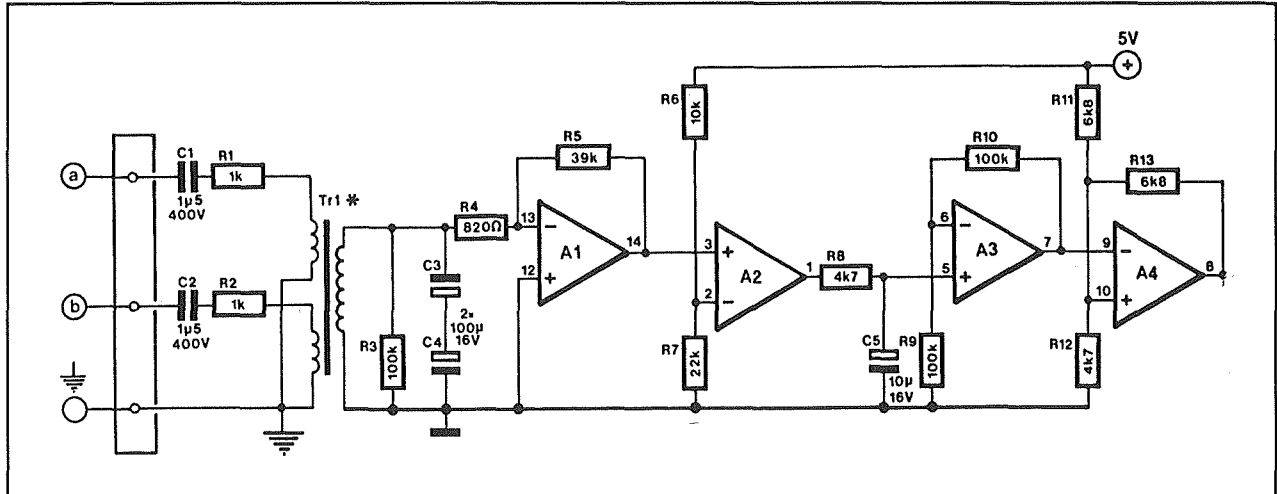 5V
+
R6
10k
R11
6k8
R5
39k
R10
100k
R13
6k8
a
C1
1µ5
400V
R1
1k
Tr1 *
R4
820Ω
13
−
A1
14
12
+
3
+
A2
1
2
−
R8
4k7
6
−
A3
7
5
+
9
−
A4
8
10
+
b
C2
1µ5
400V
R2
1k
C3
2×
100µ
16V
C4
R3
100k
R7
22k
C5
10µ
16V
R9
100k
R12
4k7